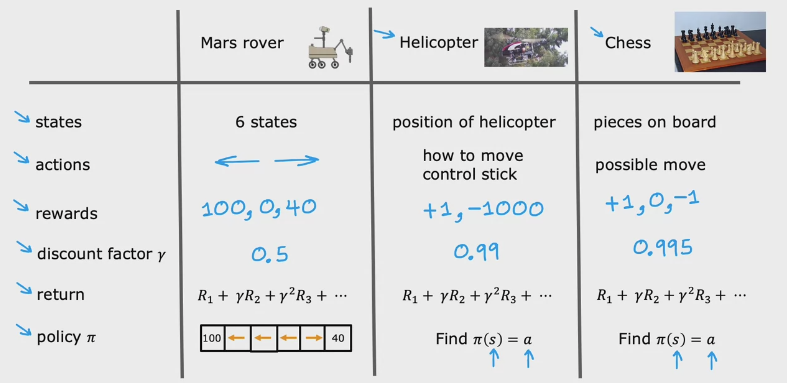 Mars rover Helicopter Chess
states 6 states position of helicopter pieces on board
actions ← → how to move control stick possible move
rewards 100, 0, 40 +1, -1000 +1, 0, -1
discount factor γ 0.5 0.99 0.995
return R₁ + γR₂ + γ²R₃ + ⋯ R₁ + γR₂ + γ²R₃ + ⋯ R₁ + γR₂ + γ²R₃ + ⋯
policy π 100 ← ← ← → 40 Find π(s) = a Find π(s) = a